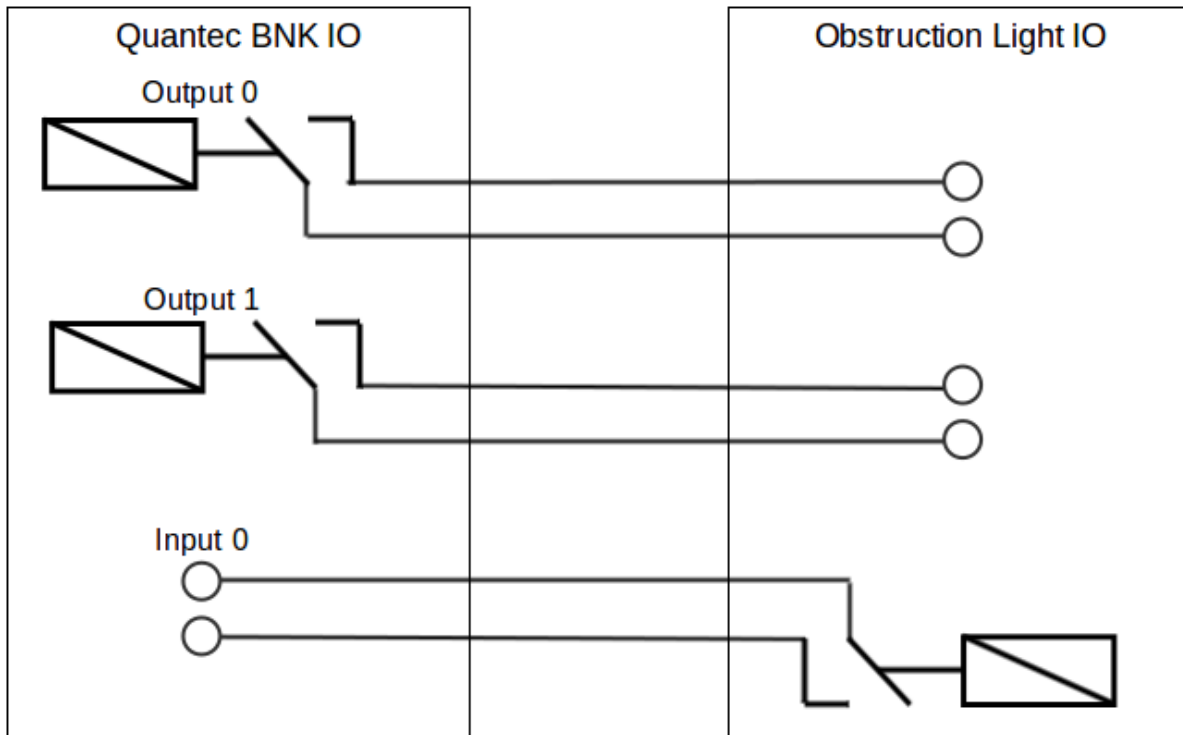 Quantec BNK IO
Obstruction Light IO
Output 0
Output 1
Input 0